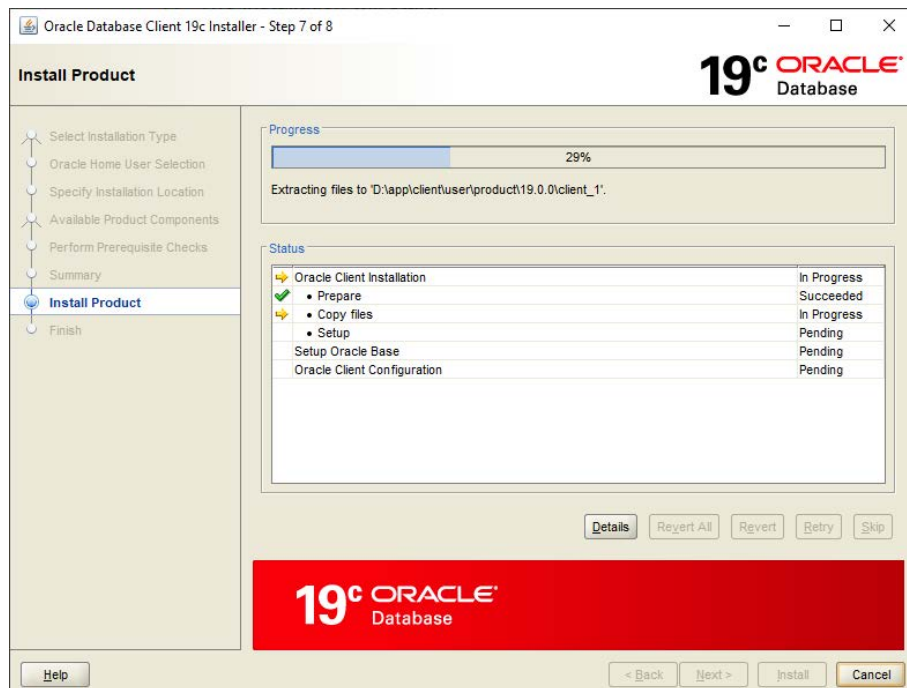 Oracle Database Client 19c Installer - Step 7 of 8
Install Product
19c ORACLE
Database
Select Installation Type
Oracle Home User Selection
Specify Installation Location
Available Product Components
Perform Prerequisite Checks
Summary
Install Product
Finish
Progress
29%
Extracting files to 'D:\app\client\user\product\19.0.0\client_1'.
Status
Oracle Client Installation In Progress
• Prepare Succeeded
• Copy files In Progress
• Setup Pending
Setup Oracle Base Pending
Oracle Client Configuration Pending
Details Revert All Revert Retry Skip
19c ORACLE
Database
Help < Back Next > Install Cancel